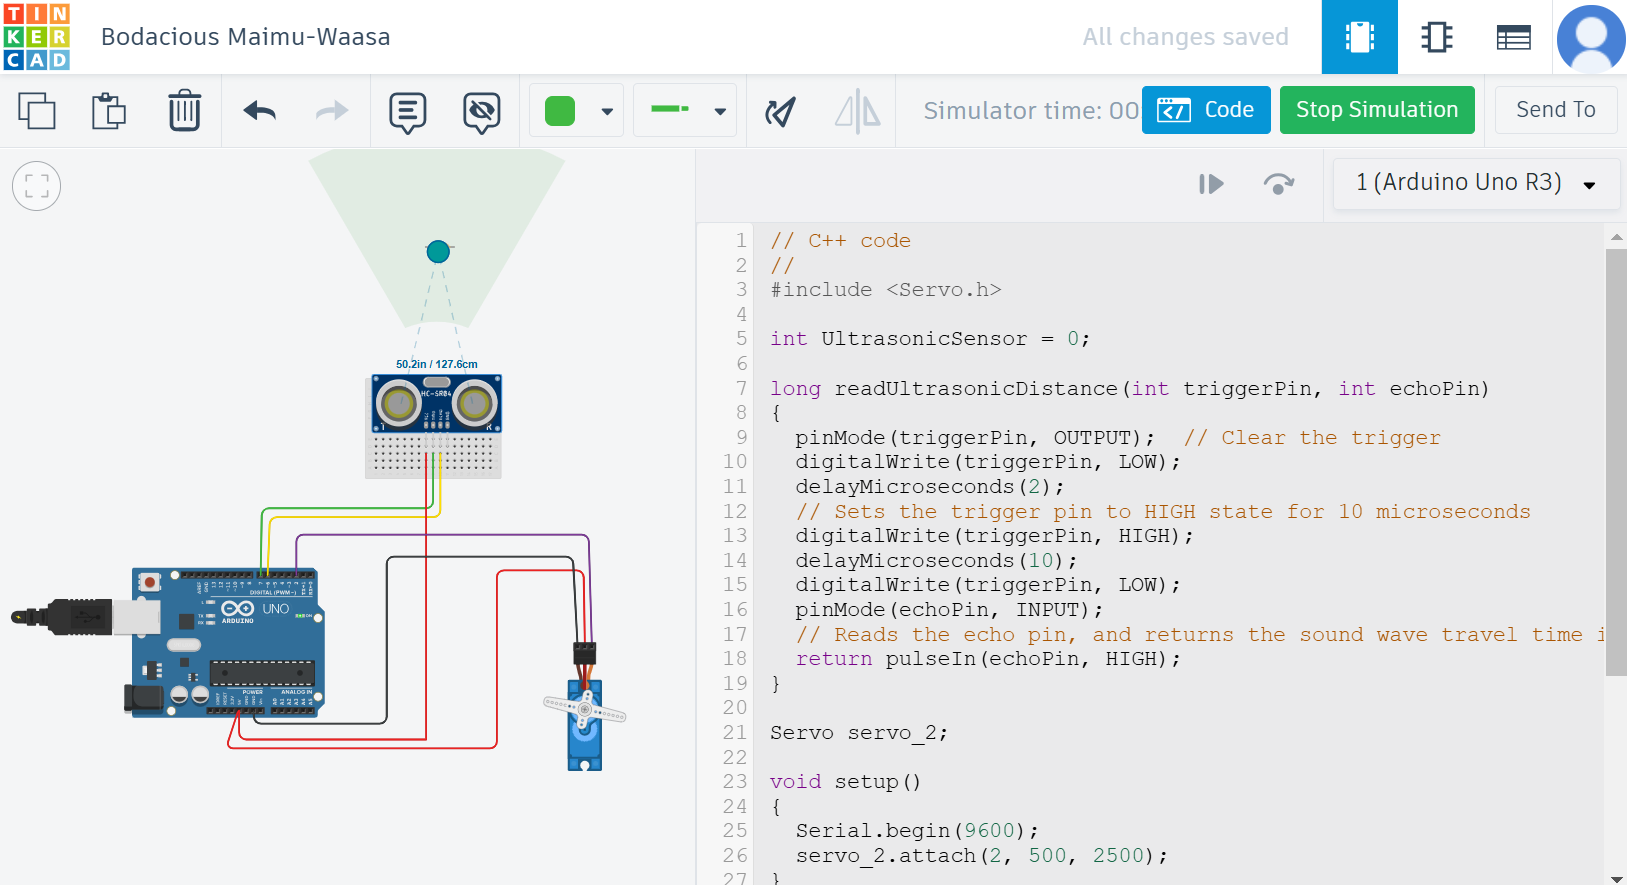 TIN
KER
CAD
Bodacious Maimu-Waasa
All changes saved
Simulator time: 00
Code
Stop Simulation
Send To
1 (Arduino Uno R3)
50.2in / 127.6cm
HC-SR04
T
R
DIGITAL (PWM~)
UNO
ARDUINO
POWER
ANALOG IN
1 // C++ code
2 //
3 #include <Servo.h>
4
5 int UltrasonicSensor = 0;
6
7 long readUltrasonicDistance(int triggerPin, int echoPin)
8 {
9 pinMode(triggerPin, OUTPUT);  // Clear the trigger
10 digitalWrite(triggerPin, LOW);
11 delayMicroseconds(2);
12 // Sets the trigger pin to HIGH state for 10 microseconds
13 digitalWrite(triggerPin, HIGH);
14 delayMicroseconds(10);
15 digitalWrite(triggerPin, LOW);
16 pinMode(echoPin, INPUT);
17 // Reads the echo pin, and returns the sound wave travel time i
18 return pulseIn(echoPin, HIGH);
19 }
20
21 Servo servo_2;
22
23 void setup()
24 {
25 Serial.begin(9600);
26 servo_2.attach(2, 500, 2500);
27 }